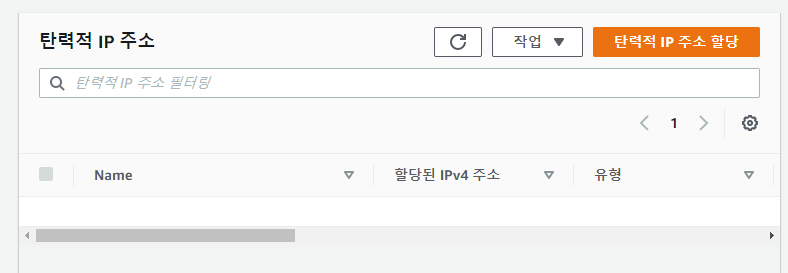 탄력적 IP 주소
작업
탄력적 IP 주소 할당
탄력적 IP 주소 필터링
1
Name
할당된 IPv4 주소
유형